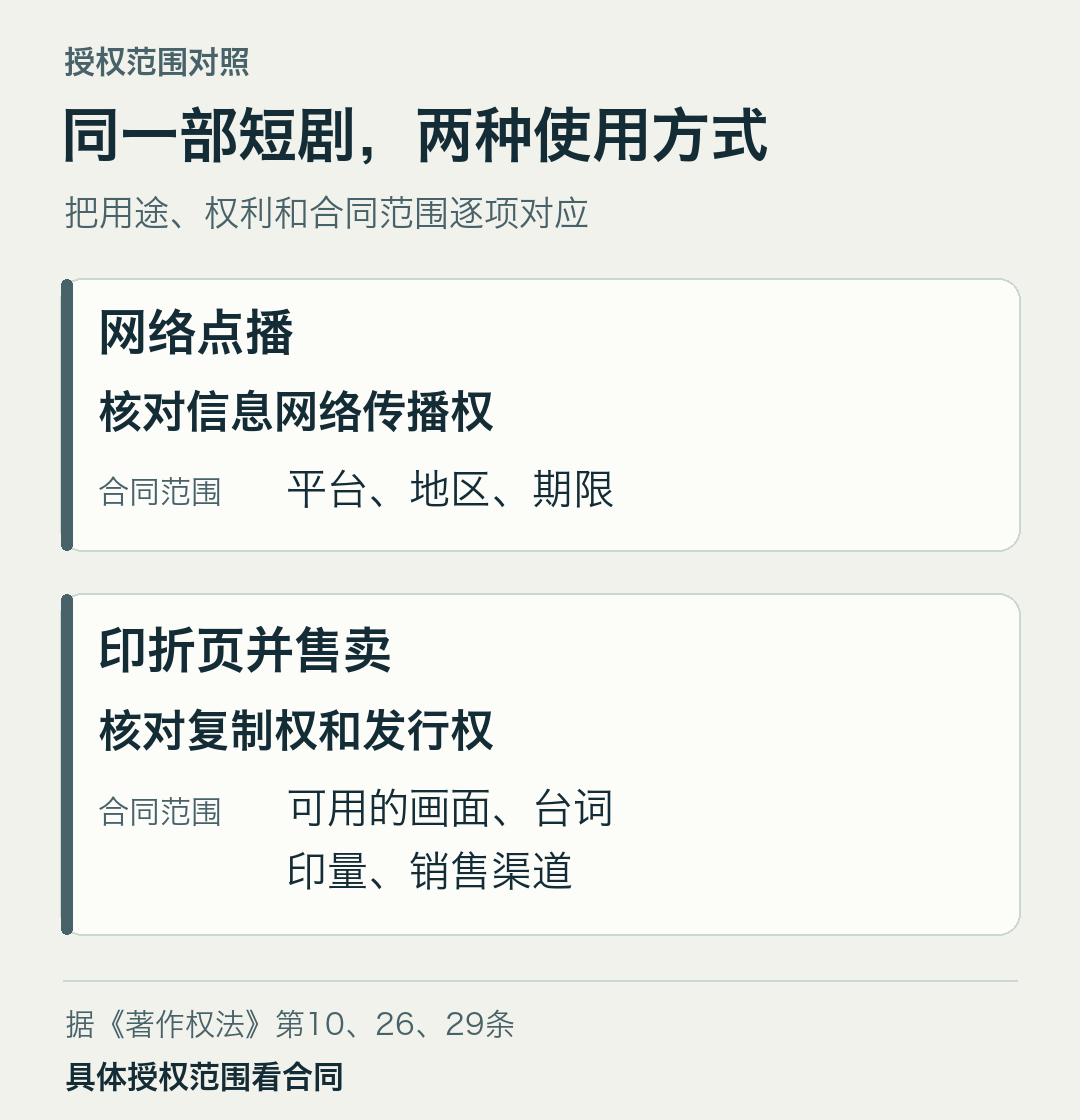 授权范围对照
同一部短剧，两种使用方式
把用途、权利和合同范围逐项对应
网络点播
核对信息网络传播权
合同范围 平台、地区、期限
印折页并售卖
核对复制权和发行权
合同范围 可用的画面、台词
印量、销售渠道
据《著作权法》第10、26、29条
具体授权范围看合同